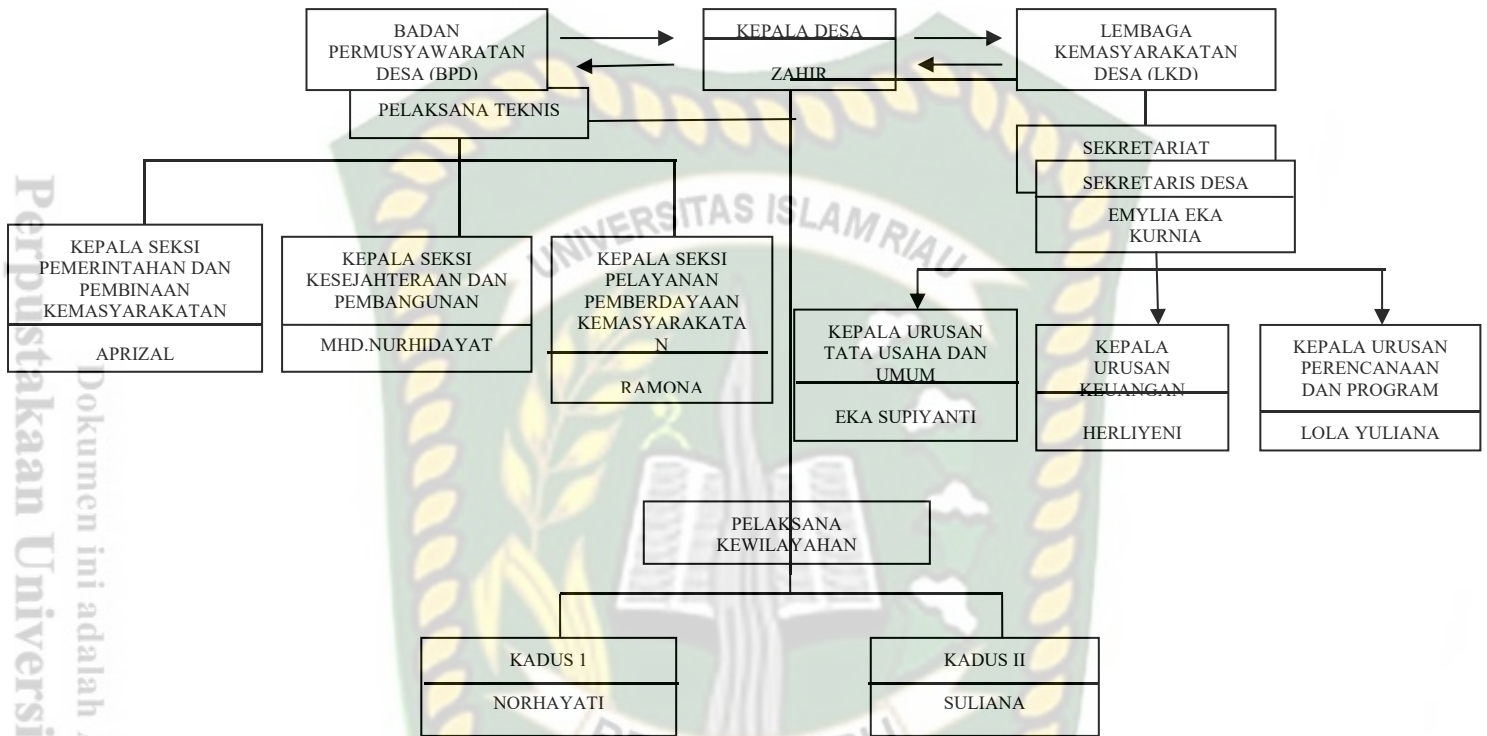 BADAN
PERMUSYAWARATAN
DESA (BPD)
KEPALA DESA
ZAHIR
LEMBAGA
KEMASYARAKATAN
DESA (LKD)
PELAKSANA TEKNIS
SEKRETARIAT
SEKRETARIS DESA
EMYLIA EKA
KURNIA
KEPALA SEKSI
PEMERINTAHAN DAN
PEMBINAAN
KEMASYARAKATAN
APRIZAL
KEPALA SEKSI
KESEJAHTERAAN DAN
PEMBANGUNAN
MHD.NURHIDAYAT
KEPALA SEKSI
PELAYANAN
PEMBERDAYAAN
KEMASYARAKATA
N
RAMONA
KEPALA URUSAN
TATA USAHA DAN
UMUM
EKA SUPIYANTI
KEPALA
URUSAN
KEUANGAN
HERLIYENI
KEPALA URUSAN
PERENCANAAN
DAN PROGRAM
LOLA YULIANA
PELAKSANA
KEWILAYAHAN
KADUS 1
NORHAYATI
KADUS II
SULIANA
UNIVERSITAS ISLAM RIAU
Perpustakaan
Dokumen ini adalah